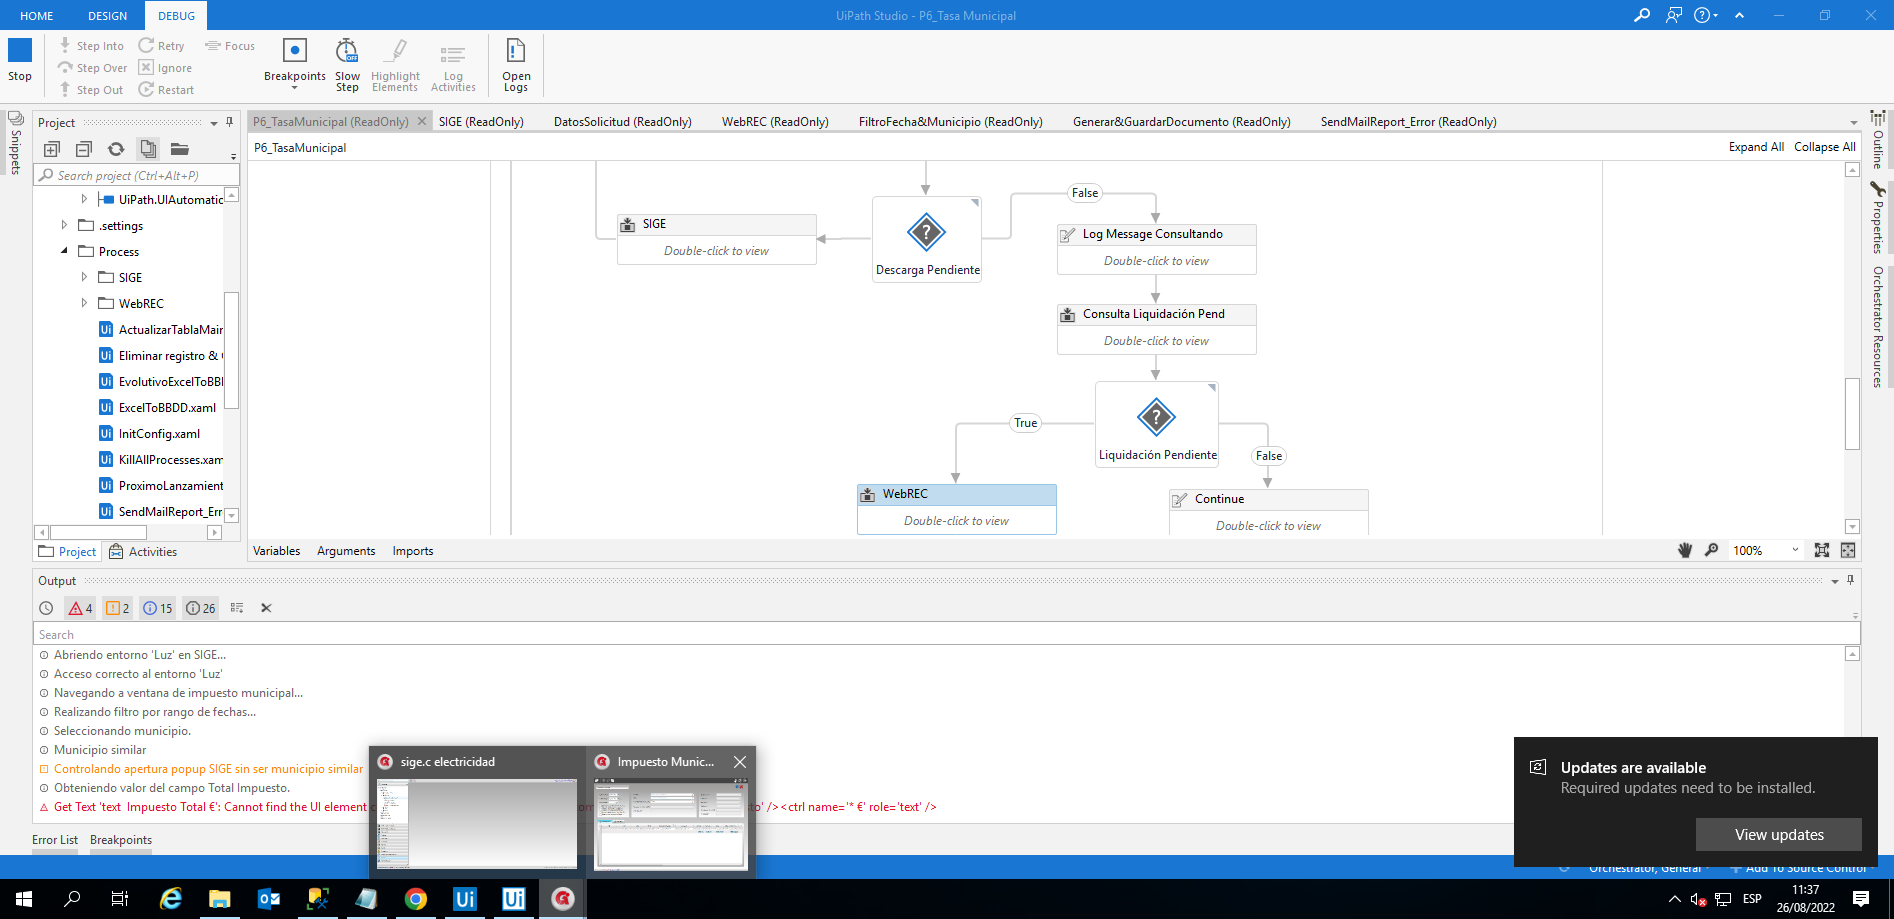 HOME DESIGN DEBUG UiPath Studio - P6_Tasa Municipal
Stop
Step Into Retry Focus
Step Over Ignore
Step Out Restart
Breakpoints
Slow Step
Highlight Elements
Log Activities
Open Logs
Snippets
Project
Search project (Ctrl+Alt+P)
UiPath.UIAutomatic
.settings
Process
SIGE
WebREC
ActualizarTablaMair
Eliminar registro &
EvolutivoExcelToBBI
ExcelToBBDD.xaml
InitConfig.xaml
KillAllProcesses.xam
ProximoLanzamient
SendMailReport_Err
Project Activities
P6_TasaMunicipal (ReadOnly) SIGE (ReadOnly) DatosSolicitud (ReadOnly) WebREC (ReadOnly) FiltroFecha&Municipio (ReadOnly) Generar&GuardarDocumento (ReadOnly) SendMailReport_Error (ReadOnly)
P6_TasaMunicipal Expand All Collapse All
False
SIGE
Double-click to view
Descarga Pendiente
Log Message Consultando
Double-click to view
Consulta Liquidación Pend
Double-click to view
True
Liquidación Pendiente
False
WebREC
Double-click to view
Continue
Double-click to view
Variables Arguments Imports 100%
Outline
Properties
Orchestrator Resources
Output
4 2 15 26
Search
Abriendo entorno 'Luz' en SIGE...
Acceso correcto al entorno 'Luz'
Navegando a ventana de impuesto municipal...
Realizando filtro por rango de fechas...
Seleccionando municipio.
Municipio similar
Controlando apertura popup SIGE sin ser municipio similar
Obteniendo valor del campo Total Impuesto.
Get Text 'text Impuesto Total €': Cannot find the UI element to' /><ctrl name='* €' role='text' />
sige.c electricidad
Impuesto Munic...
Error List Breakpoints
Updates are available
Required updates need to be installed.
View updates
Orchestrator, General Add To Source Control
ESP
11:37
26/08/2022